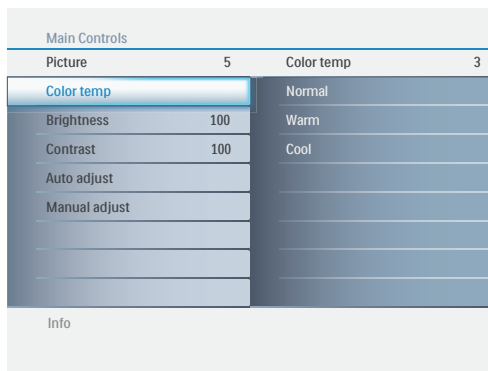 Main Controls
Picture 5 Color temp 3
Color temp Normal
Brightness 100 Warm
Contrast 100 Cool
Auto adjust
Manual adjust
Info